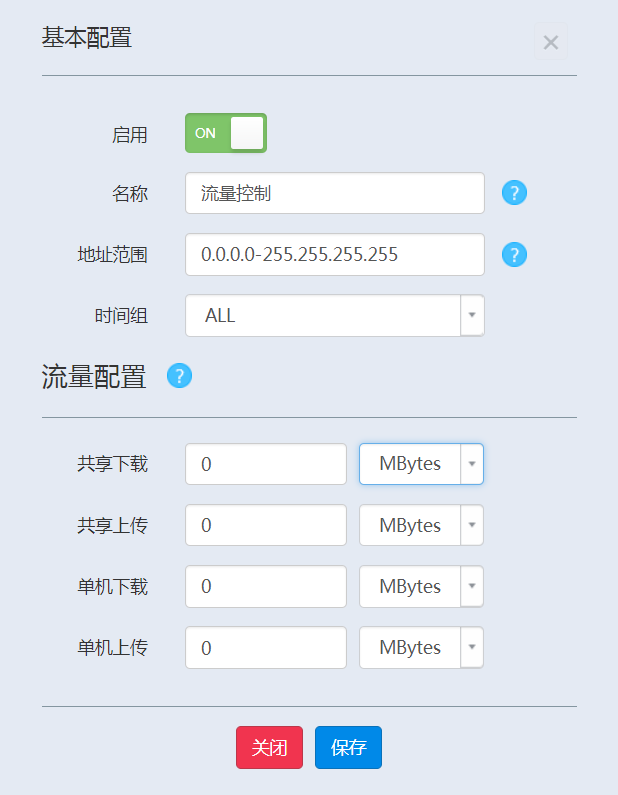 基本配置
启用 ON
名称 流量控制 ?
地址范围 0.0.0.0-255.255.255.255 ?
时间组 ALL
流量配置 ?
共享下载 0 MBytes
共享上传 0 MBytes
单机下载 0 MBytes
单机上传 0 MBytes
关闭 保存